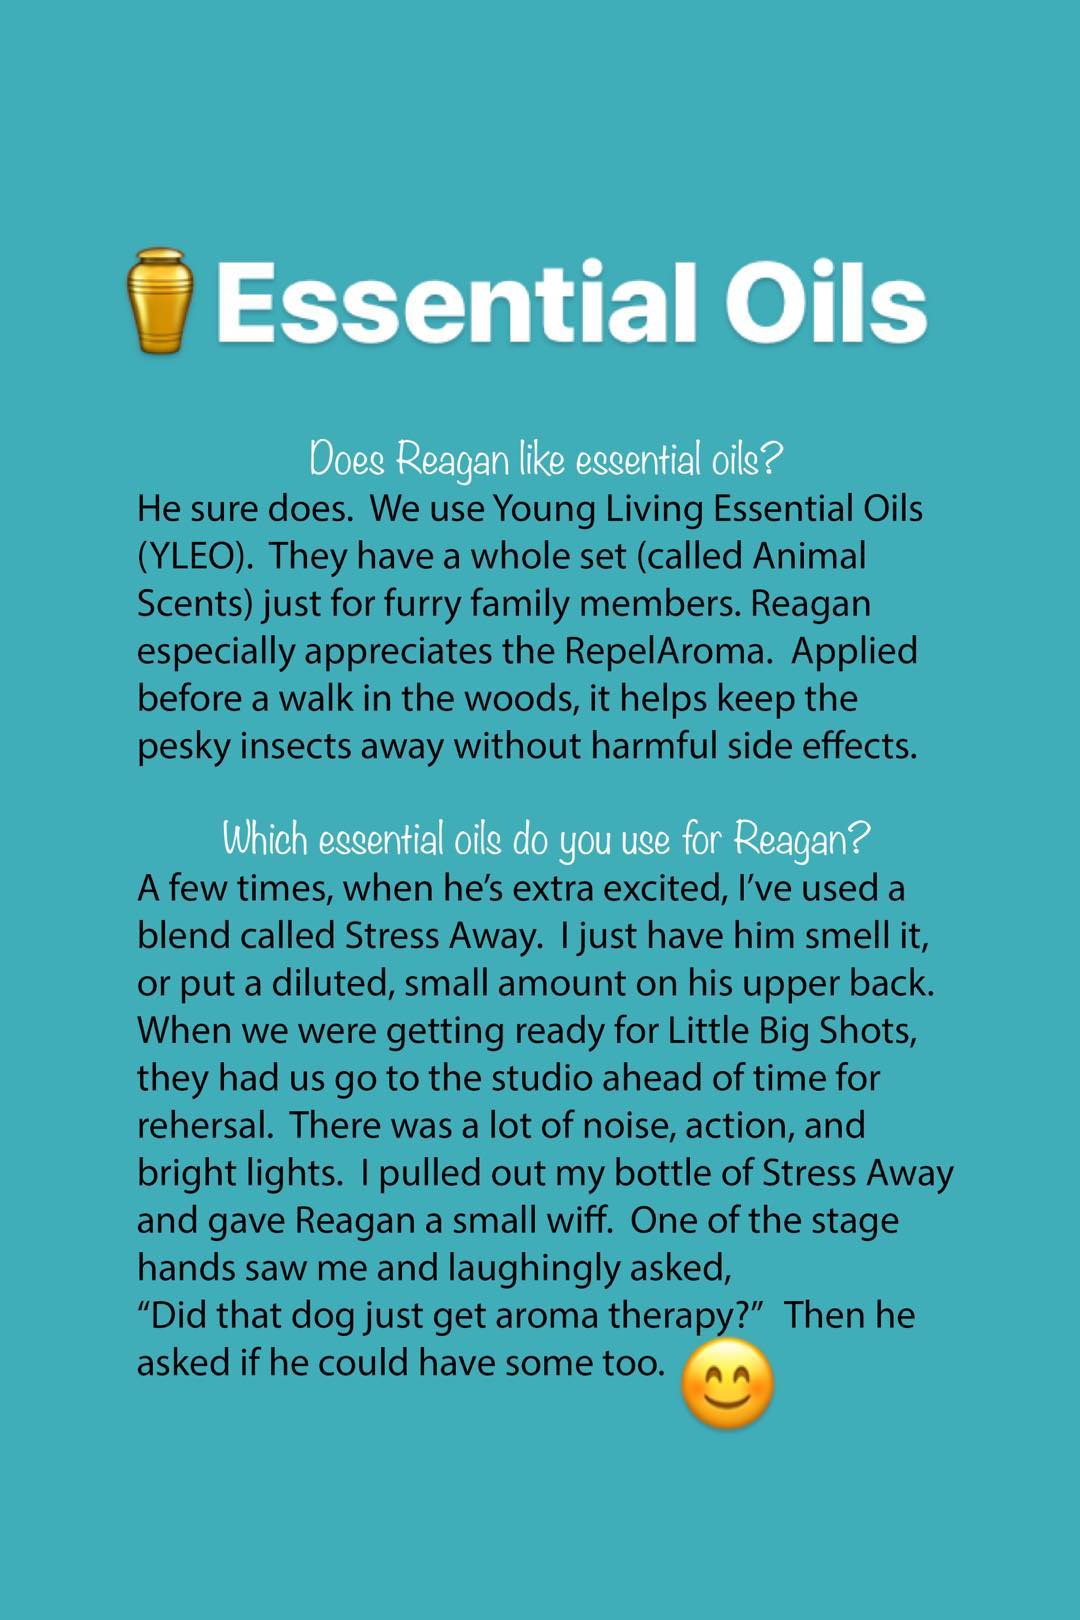 Essential Oils
Does Reagan like essential oils?
He sure does.  We use Young Living Essential Oils
(YLEO).  They have a whole set (called Animal
Scents) just for furry family members. Reagan
especially appreciates the RepelAroma.  Applied
before a walk in the woods, it helps keep the
pesky insects away without harmful side effects.
Which essential oils do you use for Reagan?
A few times, when he’s extra excited, I’ve used a
blend called Stress Away.  I just have him smell it,
or put a diluted, small amount on his upper back.
When we were getting ready for Little Big Shots,
they had us go to the studio ahead of time for
rehersal.  There was a lot of noise, action, and
bright lights.  I pulled out my bottle of Stress Away
and gave Reagan a small wiff.  One of the stage
hands saw me and laughingly asked,
“Did that dog just get aroma therapy?”  Then he
asked if he could have some too.